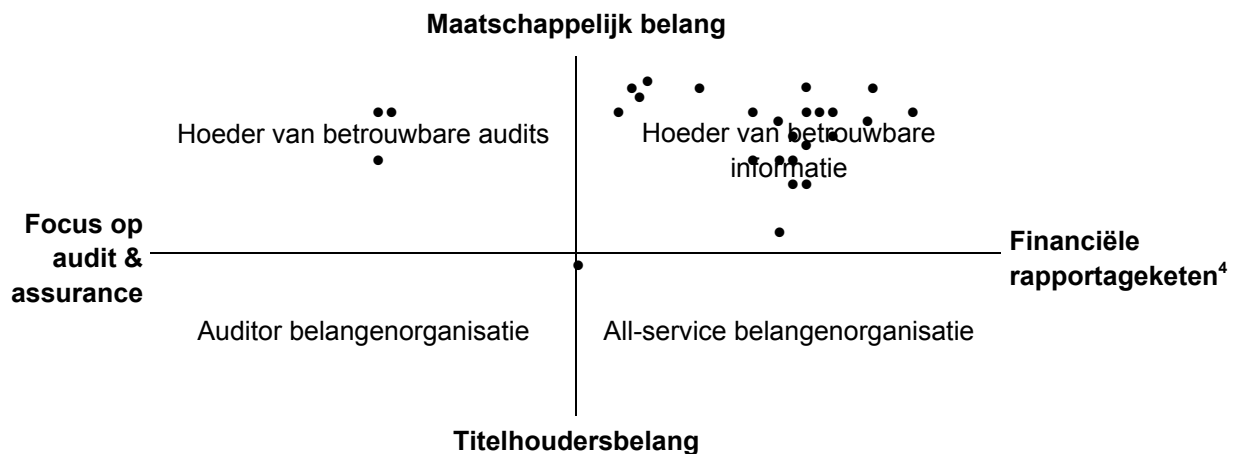 Maatschappelijk belang
Hoeder van betrouwbare audits
Hoeder van betrouwbare
informatie
Focus op
audit &
assurance
Financiële
rapportageketen⁴
Auditor belangenorganisatie
All-service belangenorganisatie
Titelhoudersbelang